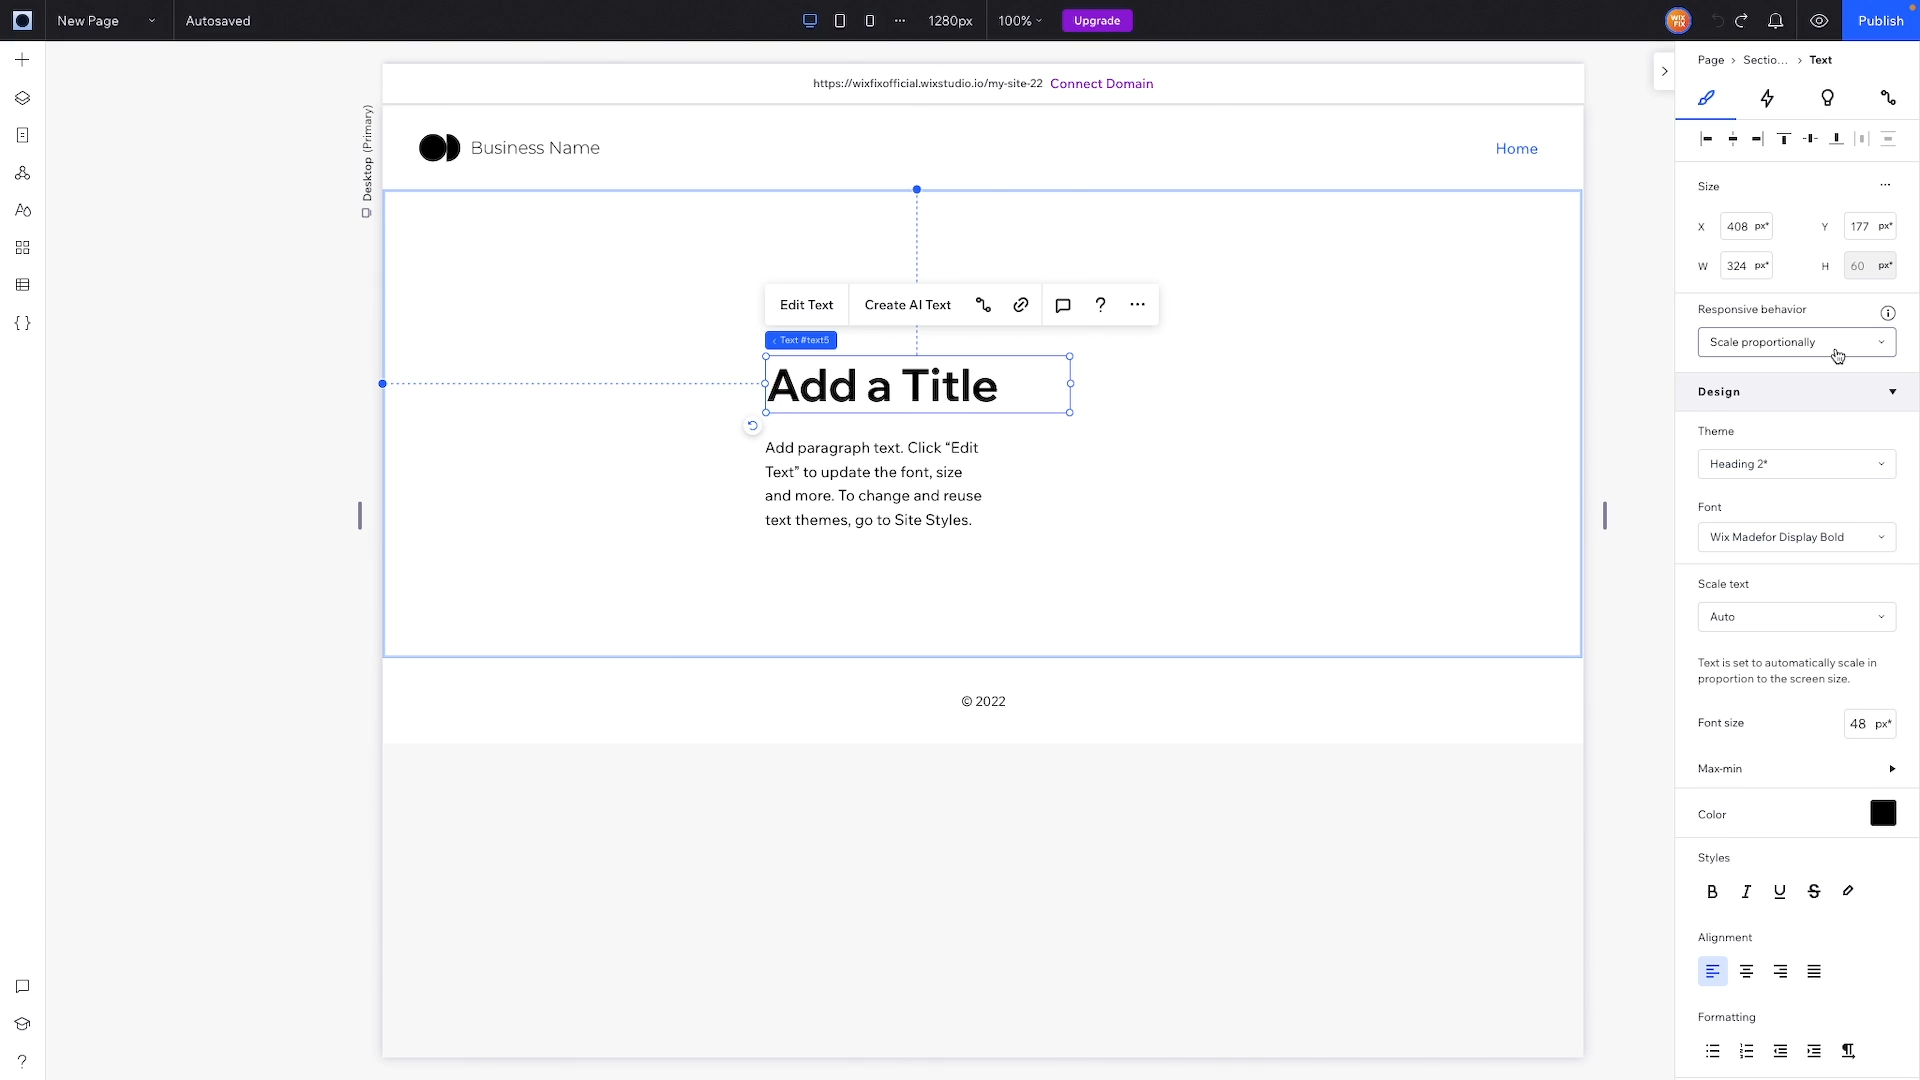 New Page
Autosaved
1280px
100%
Upgrade
WIX
FIX
Publish
Page > Sectio... > Text
https://wixfixofficial.wixstudio.io/my-site-22 Connect Domain
Desktop (Primary)
Business Name
Home
Size
X 408 px* Y 177 px*
W 324 px* H 60 px*
Edit Text
Create AI Text
?
Responsive behavior
Scale proportionally
< Text #text5
Add a Title
Add paragraph text. Click “Edit
Text” to update the font, size
and more. To change and reuse
text themes, go to Site Styles.
Design
Theme
Heading 2*
Font
Wix Madefor Display Bold
Scale text
Auto
Text is set to automatically scale in
proportion to the screen size.
Font size 48 px*
Max-min
© 2022
Color
Styles
B I U S
Alignment
Formatting
?